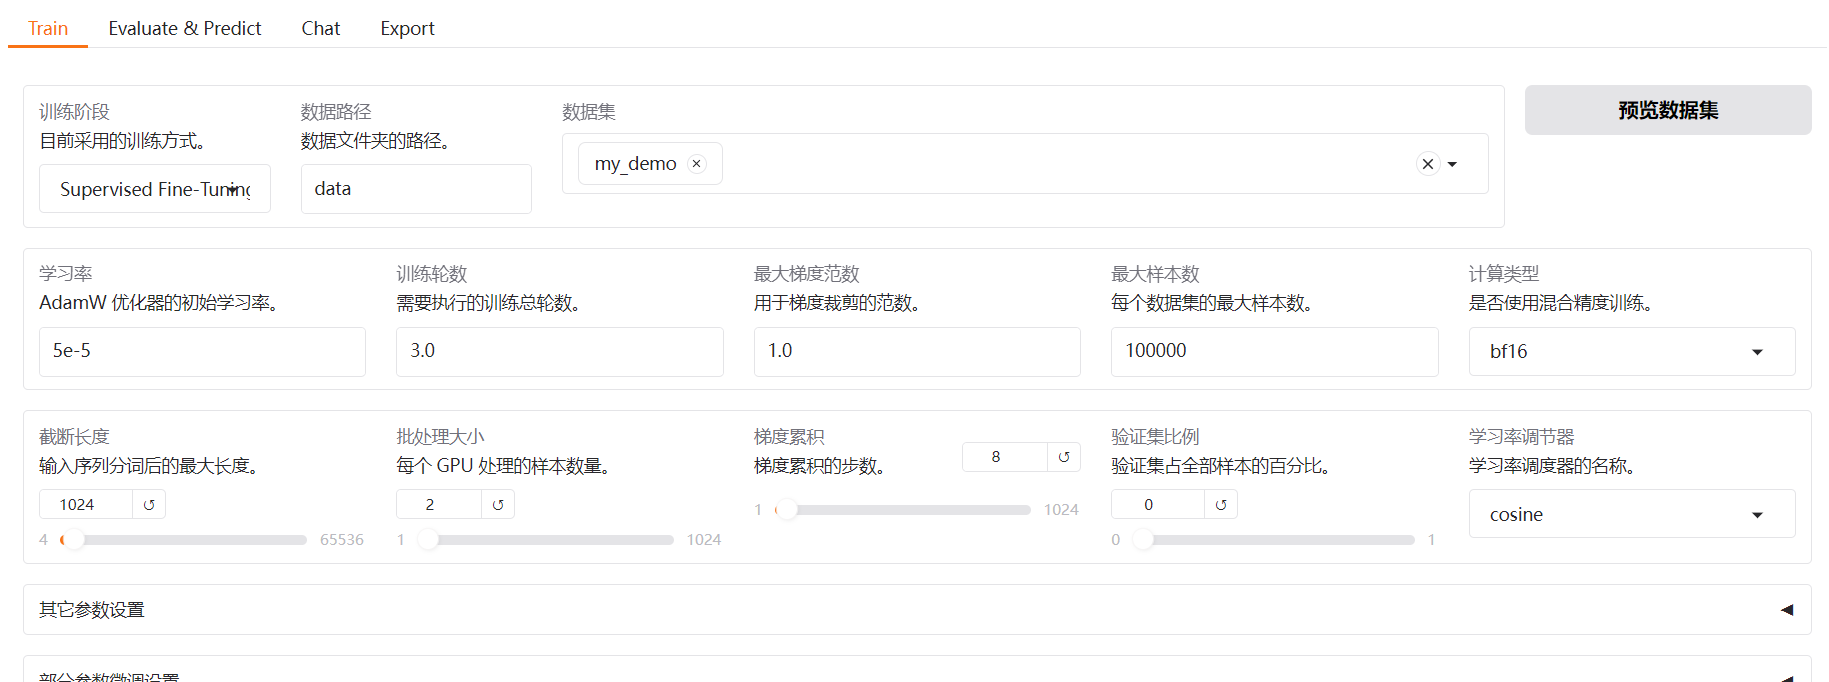 Train Evaluate & Predict Chat Export
训练阶段
目前采用的训练方式。
Supervised Fine-Tuning
数据路径
数据文件夹的路径。
data
数据集
my_demo
预览数据集
学习率
AdamW 优化器的初始学习率。
5e-5
训练轮数
需要执行的训练总轮数。
3.0
最大梯度范数
用于梯度裁剪的范数。
1.0
最大样本数
每个数据集的最大样本数。
100000
计算类型
是否使用混合精度训练。
bf16
截断长度
输入序列分词后的最大长度。
1024
4 65536
批处理大小
每个 GPU 处理的样本数量。
2
1 1024
梯度累积
梯度累积的步数。
8
1 1024
验证集比例
验证集占全部样本的百分比。
0
0 1
学习率调节器
学习率调度器的名称。
cosine
其它参数设置
部分参数微调设置